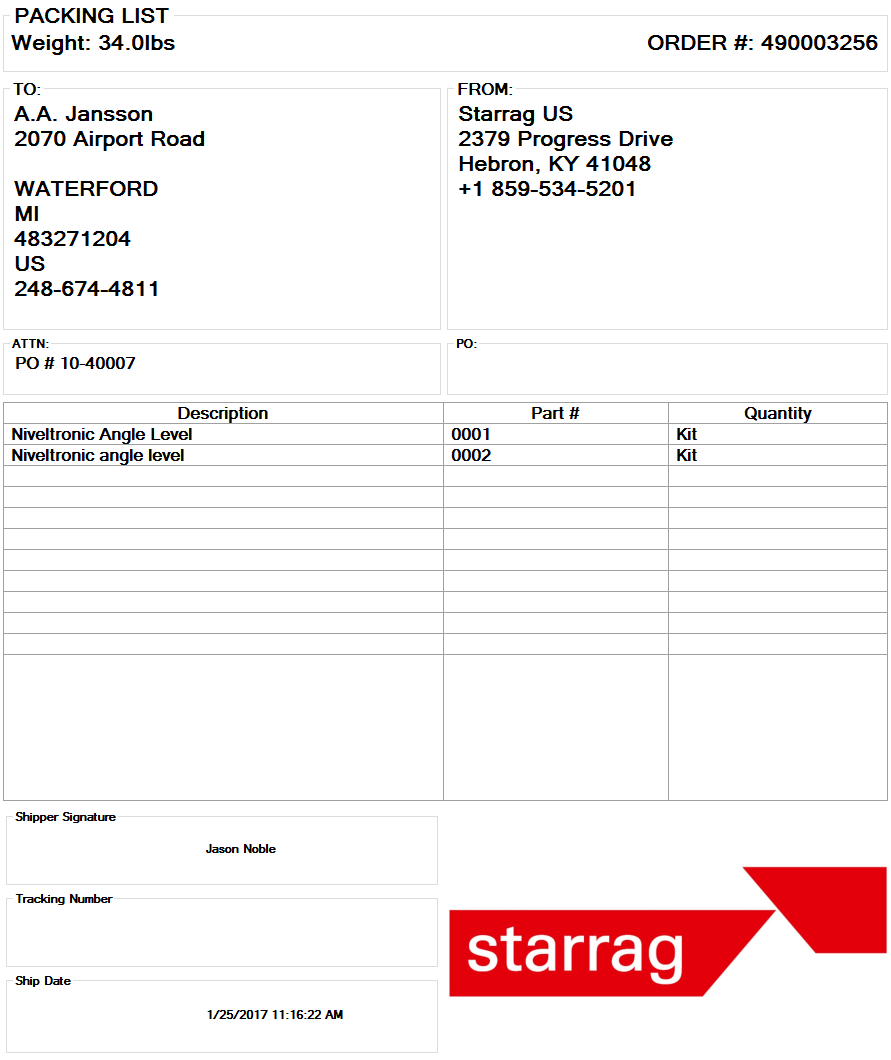 PACKING LIST
Weight: 34.0lbs
ORDER #: 490003256
TO:
A.A. Jansson
2070 Airport Road
WATERFORD
MI
483271204
US
248-674-4811
FROM:
Starrag US
2379 Progress Drive
Hebron, KY 41048
+1 859-534-5201
ATTN:
PO # 10-40007
PO:
Description Part # Quantity
Niveltronic Angle Level 0001 Kit
Niveltronic angle level 0002 Kit
Shipper Signature
Jason Noble
Tracking Number
Ship Date
1/25/2017 11:16:22 AM
starrag